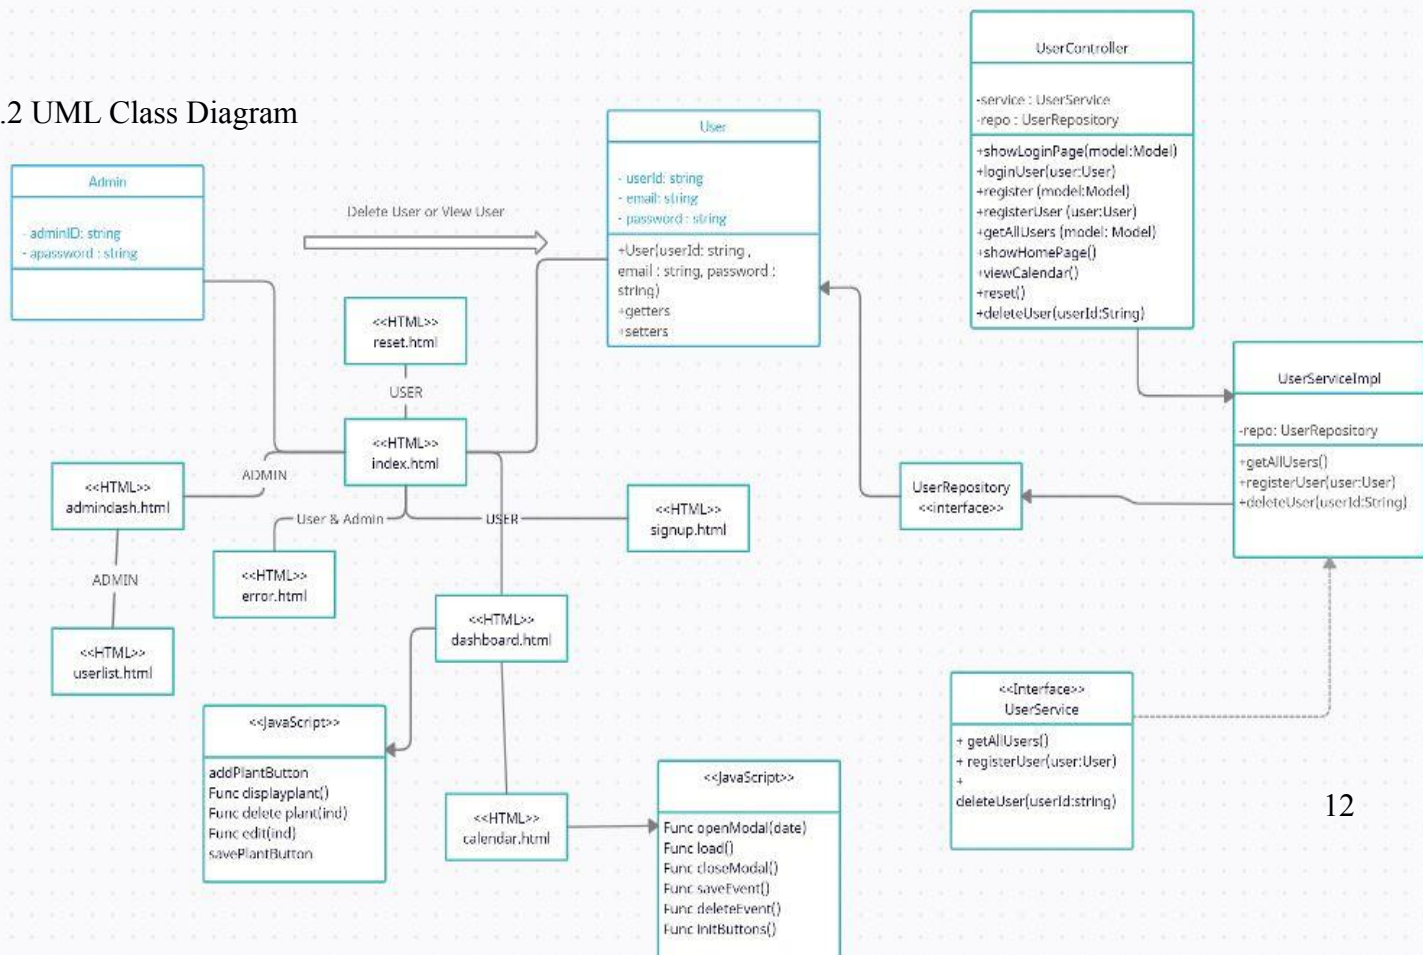 .2 UML Class Diagram
UserController
-service : UserService
-repo : UserRepository
+showLoginPage(model:Model)
+loginUser(user:User)
+register (model:Model)
+registerUser (user:User)
+getAllUsers (model: Model)
+showHomePage()
+viewCalendar()
+reset()
+deleteUser(userId:String)
User
- userId: string
- email: string
- password : string
+User(userId: string ,
email : string, password :
string)
+getters
+setters
Admin
- adminID: string
- apassword : string
Delete User or View User
<<HTML>>
reset.html
USER
<<HTML>>
index.html
ADMIN
<<HTML>>
admindash.html
ADMIN
<<HTML>>
userlist.html
User & Admin
<<HTML>>
error.html
USER
<<HTML>>
signup.html
UserRepository
<<interface>>
UserServiceImpl
-repo: UserRepository
+getAllUsers()
+registerUser(user:User)
+deleteUser(userId:String)
<<HTML>>
dashboard.html
<<JavaScript>>
addPlantButton
Func displayplant()
Func delete plant(ind)
Func edit(ind)
savePlantButton
<<HTML>>
calendar.html
<<JavaScript>>
Func openModal(date)
Func load()
Func closeModal()
Func saveEvent()
Func deleteEvent()
Func initButtons()
<<Interface>>
UserService
+ getAllUsers()
+ registerUser(user:User)
+
deleteUser(userId:string)
12